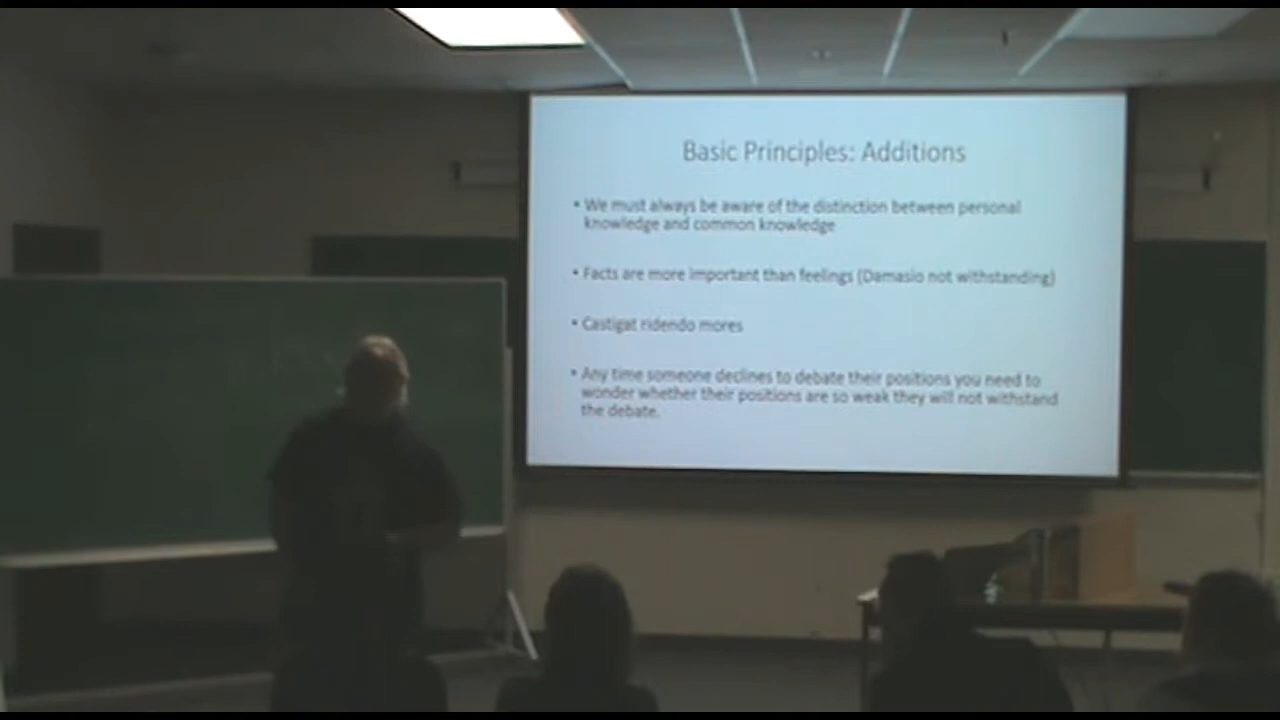 Basic Principles: Additions
• We must always be aware of the distinction between personal
knowledge and common knowledge
• Facts are more important than feelings (Damasio not withstanding)
• Castigat ridendo mores
• Any time someone declines to debate their positions you need to
wonder whether their positions are so weak they will not withstand
the debate.